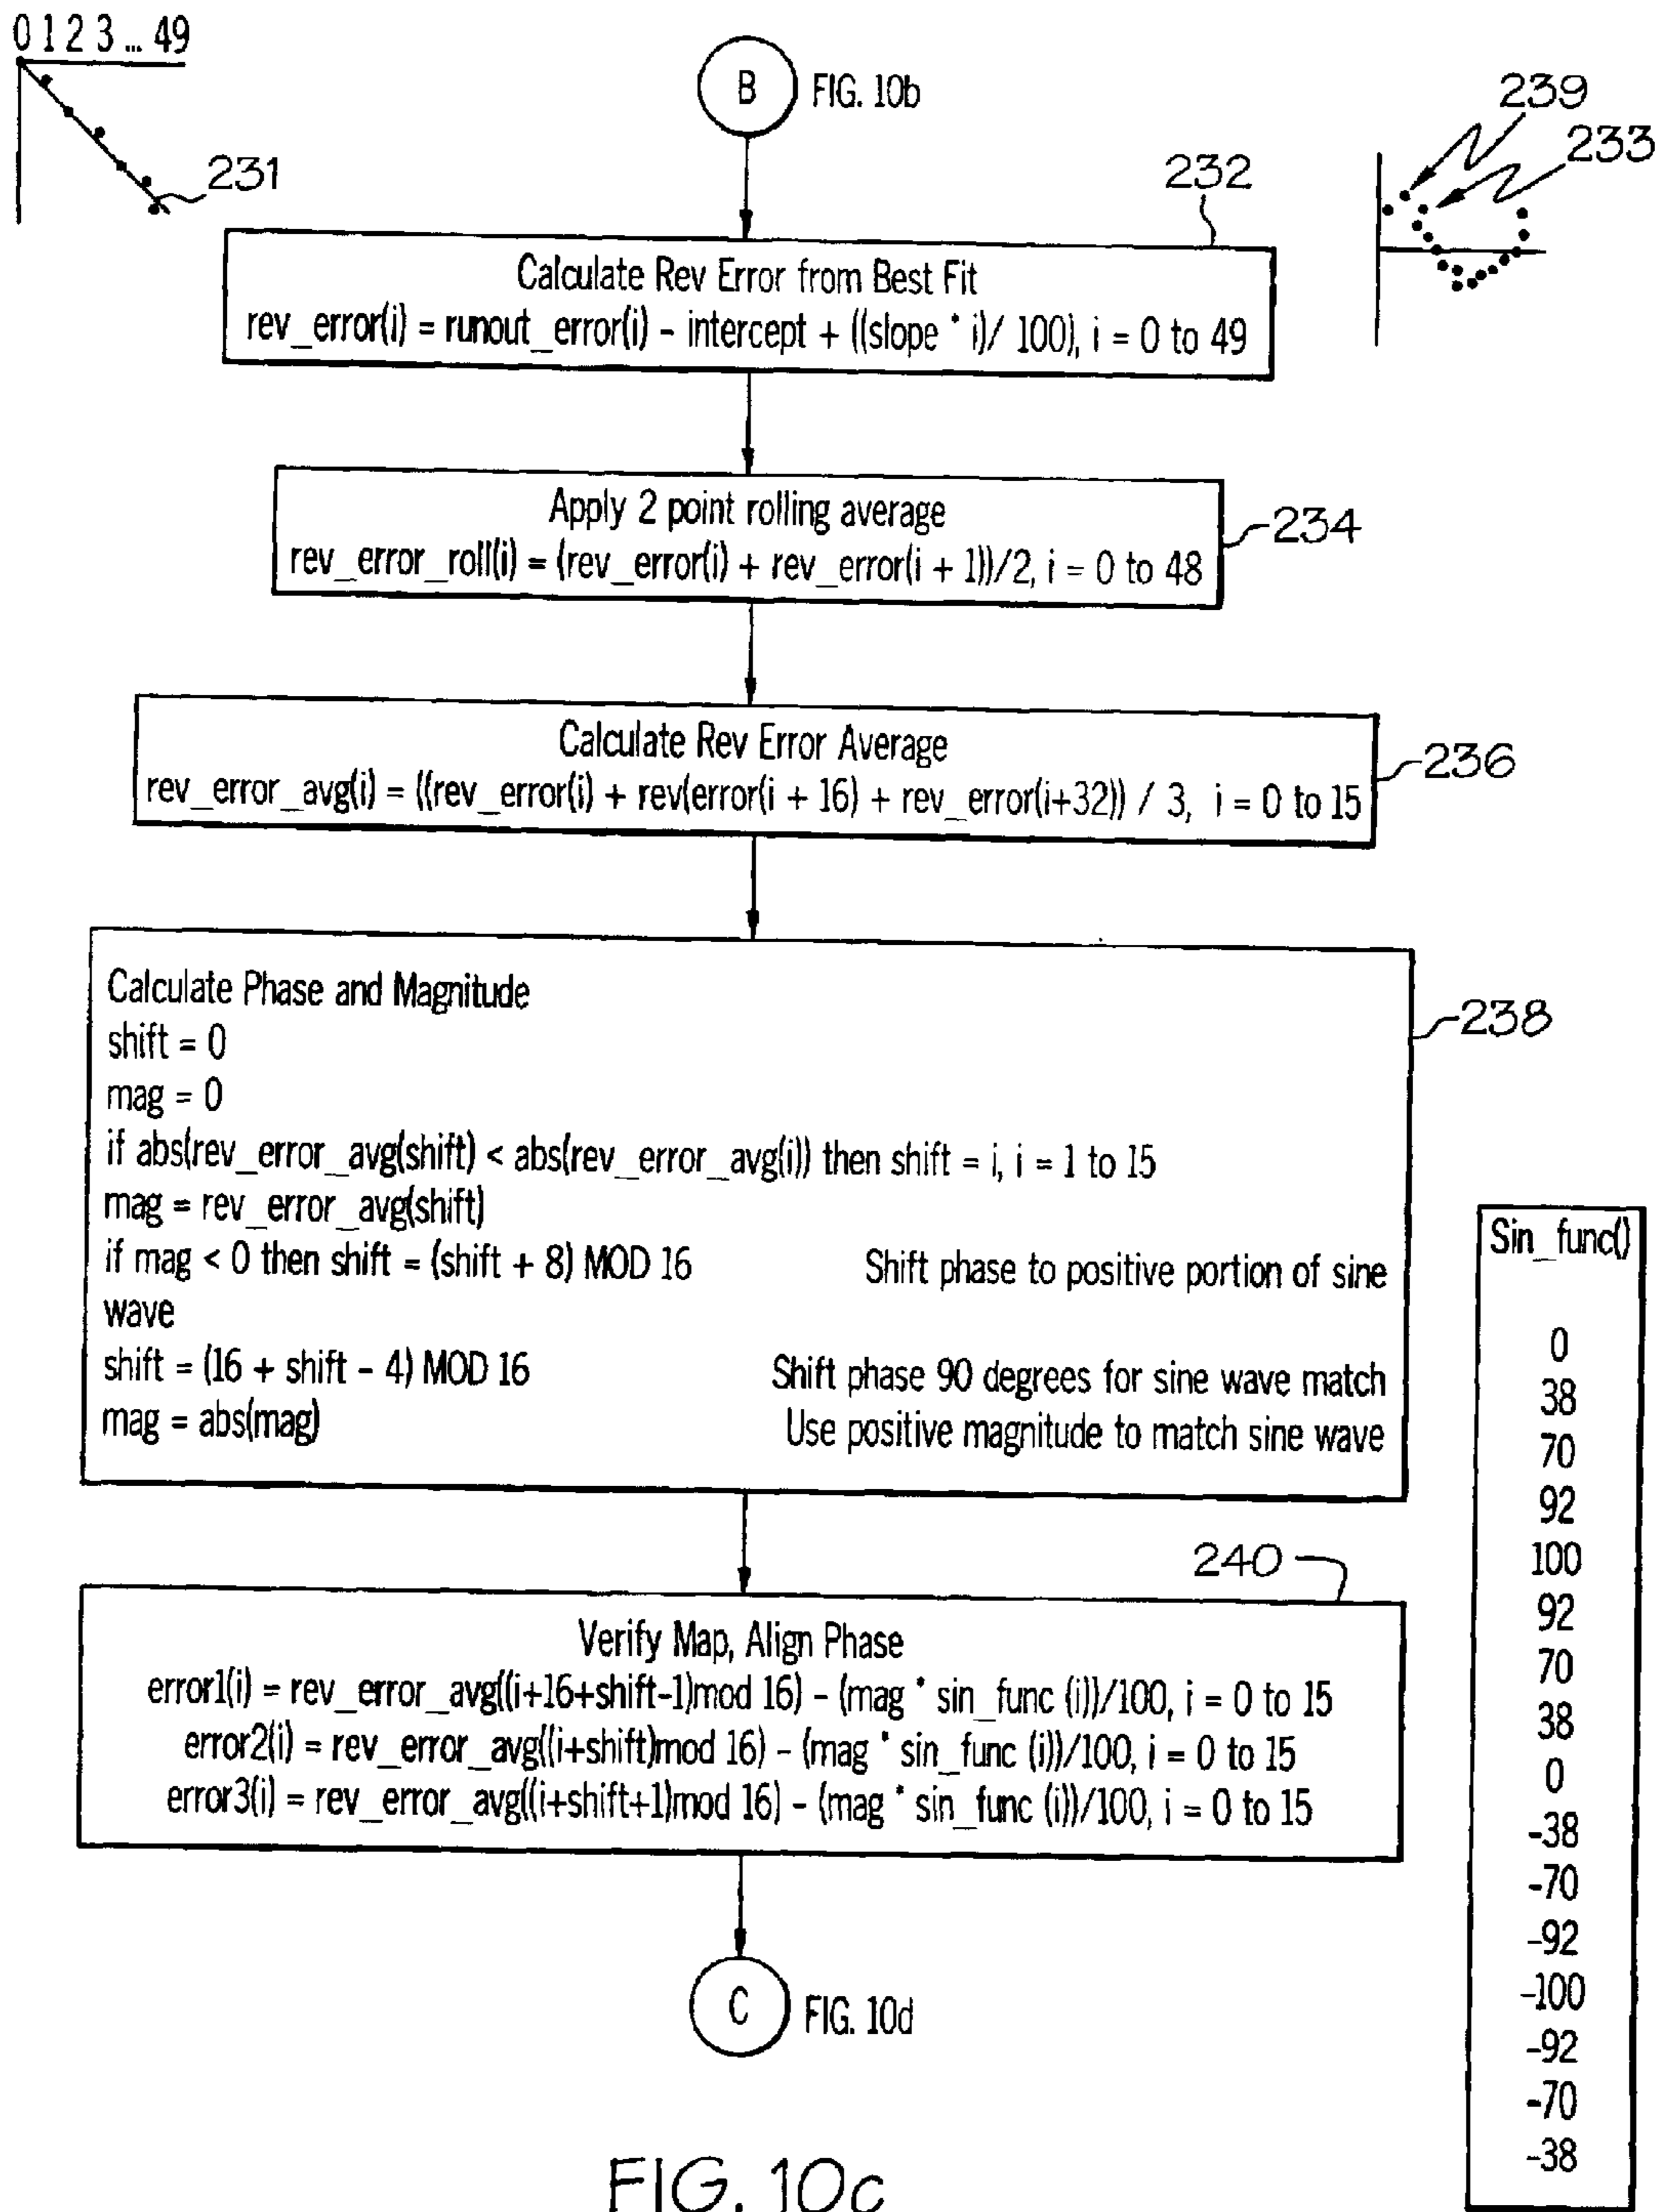 0 1 2 3 ... 49
B
FIG. 10b
239
233
231
232
Calculate Rev Error from Best Fit
rev_error(i) = runout_error(i) - intercept + ((slope * i)/ 100), i = 0 to 49
Apply 2 point rolling average
rev_error_roll(i) = (rev_error(i) + rev_error(i + 1))/2, i = 0 to 48
234
Calculate Rev Error Average
rev_error_avg(i) = ((rev_error(i) + rev(error(i + 16) + rev_error(i+32)) / 3, i = 0 to 15
236
Calculate Phase and Magnitude
shift = 0
mag = 0
if abs(rev_error_avg(shift) < abs(rev_error_avg(i)) then shift = i, i = 1 to 15
mag = rev_error_avg(shift)
if mag < 0 then shift = (shift + 8) MOD 16 Shift phase to positive portion of sine
wave
shift = (16 + shift - 4) MOD 16 Shift phase 90 degrees for sine wave match
mag = abs(mag) Use positive magnitude to match sine wave
238
240
Verify Map, Align Phase
error1(i) = rev_error_avg((i+16+shift-1)mod 16) - (mag * sin_func (i))/100, i = 0 to 15
error2(i) = rev_error_avg((i+shift)mod 16) - (mag * sin_func (i))/100, i = 0 to 15
error3(i) = rev_error_avg((i+shift+1)mod 16) - (mag * sin_func (i))/100, i = 0 to 15
C
FIG. 10d
Sin_func()
0
38
70
92
100
92
70
38
0
-38
-70
-92
-100
-92
-70
-38
FIG. 10c